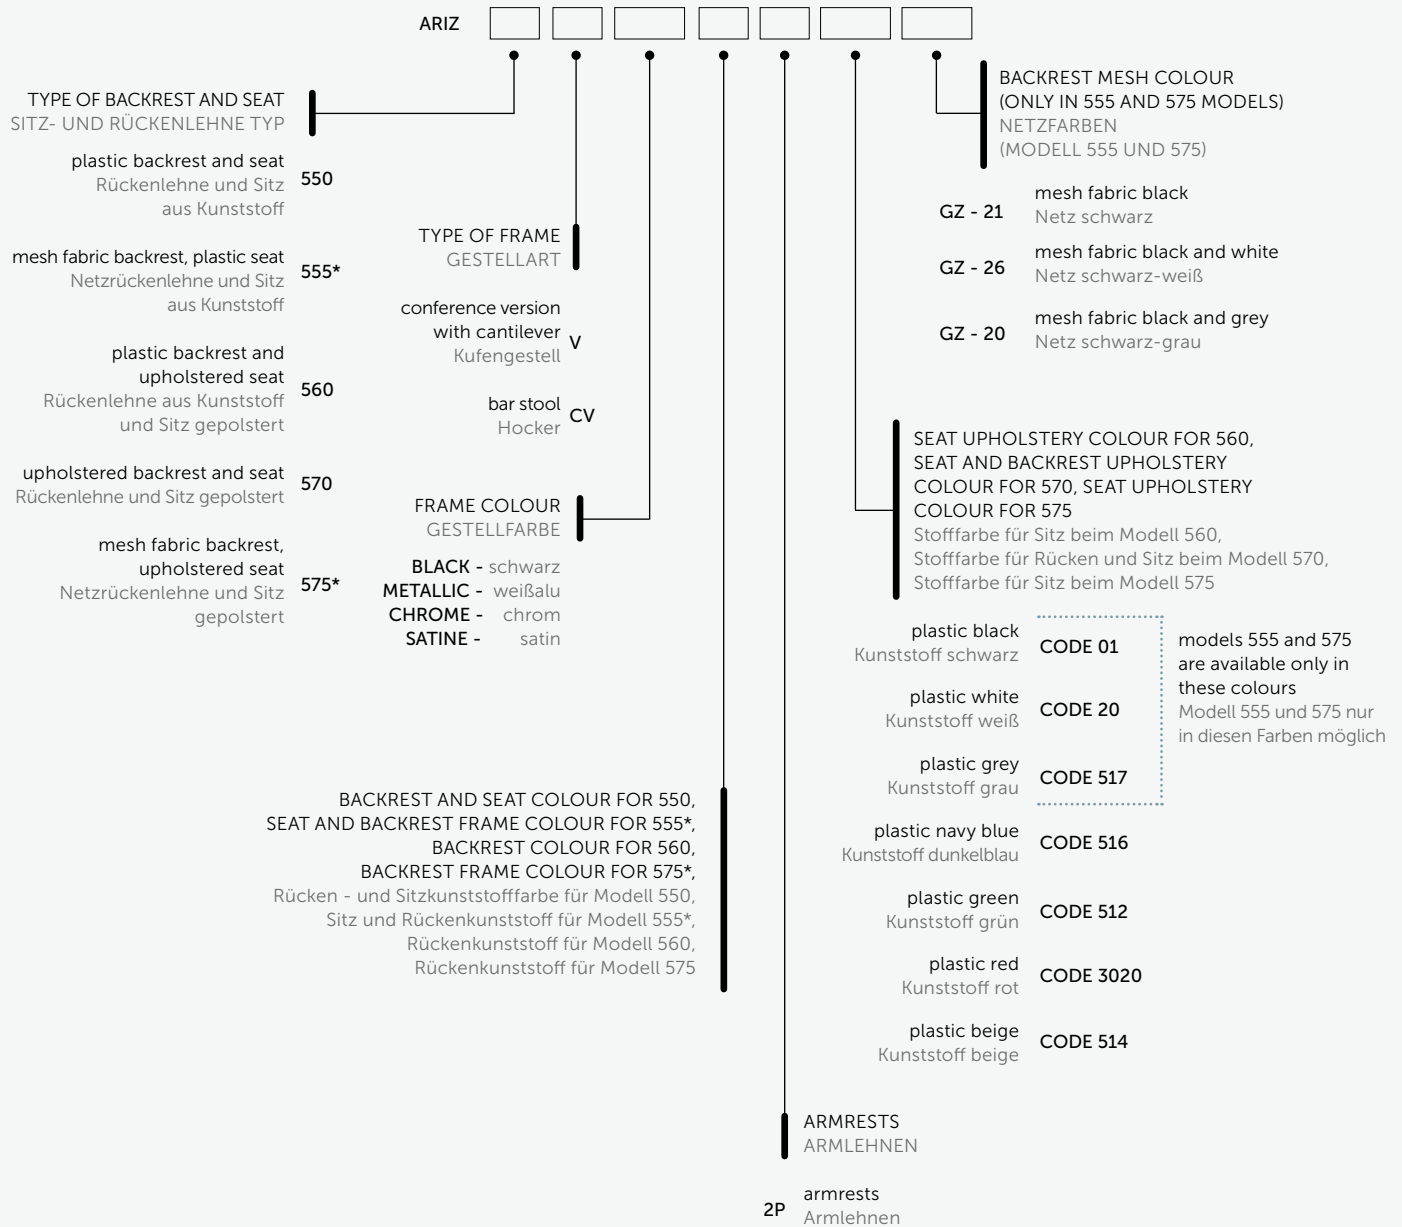 ARIZ
TYPE OF BACKREST AND SEAT
SITZ- UND RÜCKENLEHNE TYP
plastic backrest and seat
Rückenlehne und Sitz
aus Kunststoff
550
mesh fabric backrest, plastic seat
Netzrückenlehne und Sitz
aus Kunststoff
555*
plastic backrest and
upholstered seat
Rückenlehne aus Kunststoff
und Sitz gepolstert
560
upholstered backrest and seat
Rückenlehne und Sitz gepolstert
570
mesh fabric backrest,
upholstered seat
Netzrückenlehne und Sitz
gepolstert
575*
TYPE OF FRAME
GESTELLART
conference version
with cantilever
Kufengestell
V
bar stool
Hocker
CV
FRAME COLOUR
GESTELLFARBE
BLACK - schwarz
METALLIC - weißalu
CHROME - chrom
SATINE - satin
BACKREST AND SEAT COLOUR FOR 550,
SEAT AND BACKREST FRAME COLOUR FOR 555*,
BACKREST COLOUR FOR 560,
BACKREST FRAME COLOUR FOR 575*,
Rücken - und Sitzkunststofffarbe für Modell 550,
Sitz und Rückenkunststoff für Modell 555*,
Rückenkunststoff für Modell 560,
Rückenkunststoff für Modell 575
BACKREST MESH COLOUR
(ONLY IN 555 AND 575 MODELS)
NETZFARBEN
(MODELL 555 UND 575)
GZ - 21
mesh fabric black
Netz schwarz
GZ - 26
mesh fabric black and white
Netz schwarz-weiß
GZ - 20
mesh fabric black and grey
Netz schwarz-grau
SEAT UPHOLSTERY COLOUR FOR 560,
SEAT AND BACKREST UPHOLSTERY
COLOUR FOR 570, SEAT UPHOLSTERY
COLOUR FOR 575
Stofffarbe für Sitz beim Modell 560,
Stofffarbe für Rücken und Sitz beim Modell 570,
Stofffarbe für Sitz beim Modell 575
plastic black
Kunststoff schwarz
CODE 01
plastic white
Kunststoff weiß
CODE 20
plastic grey
Kunststoff grau
CODE 517
models 555 and 575
are available only in
these colours
Modell 555 und 575 nur
in diesen Farben möglich
plastic navy blue
Kunststoff dunkelblau
CODE 516
plastic green
Kunststoff grün
CODE 512
plastic red
Kunststoff rot
CODE 3020
plastic beige
Kunststoff beige
CODE 514
ARMRESTS
ARMLEHNEN
2P
armrests
Armlehnen